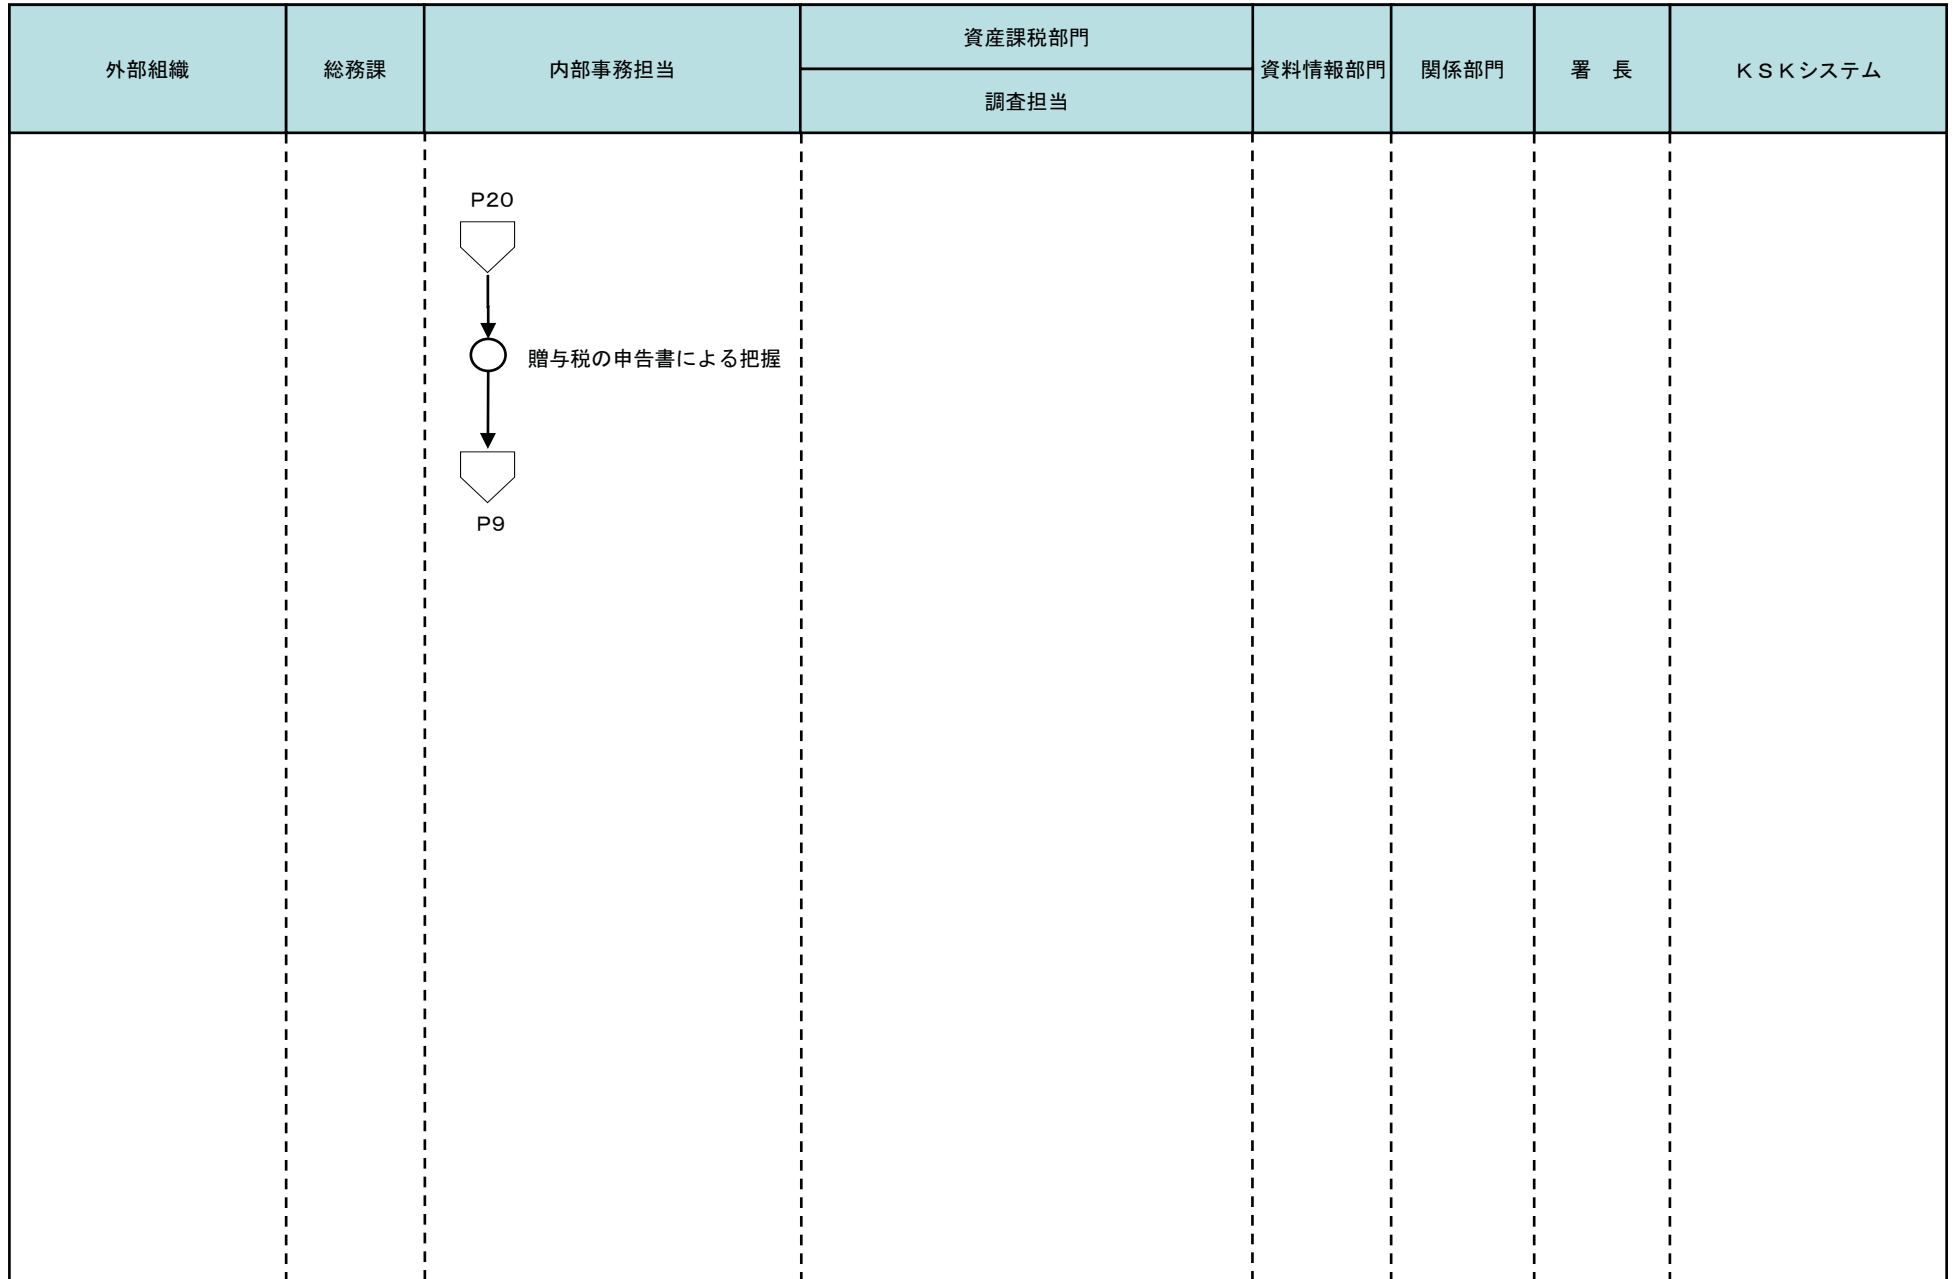 外部組織
総務課
内部事務担当
資産課税部門
調査担当
資料情報部門
関係部門
署　長
ＫＳＫシステム
P20
贈与税の申告書による把握
P9